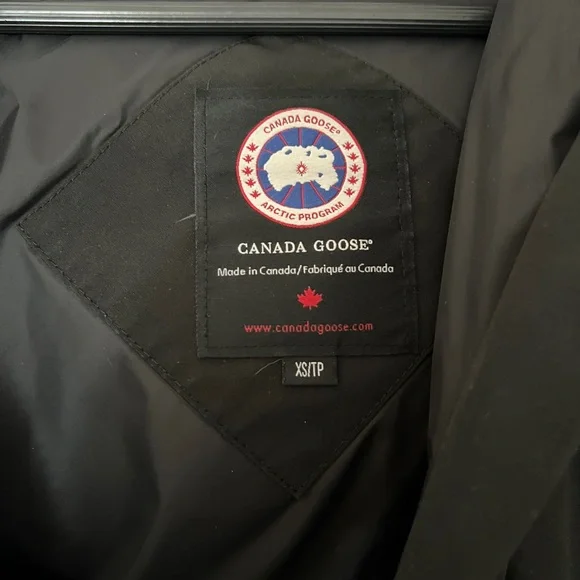 CANADA GOOSE®
ARCTIC PROGRAM
CANADA GOOSE®
Made in Canada/Fabriqué au Canada
www.canadagoose.com
XS/TP